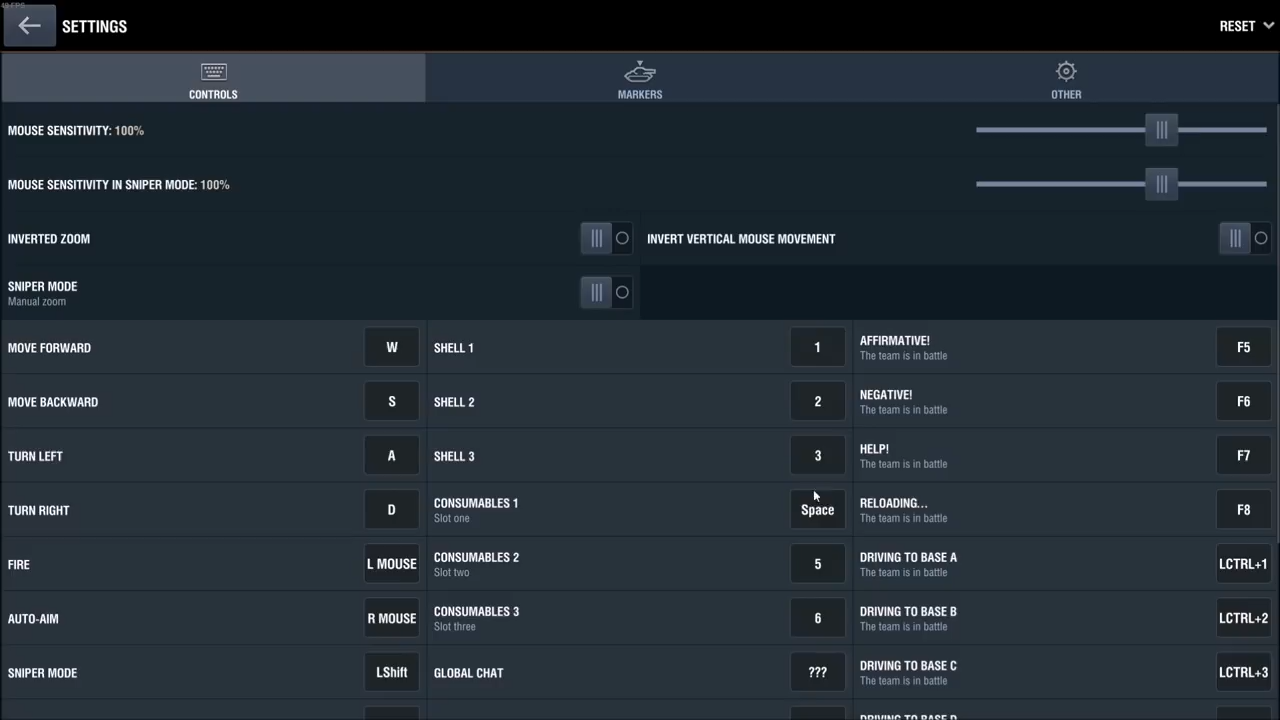 49 FPS
SETTINGS
RESET
CONTROLS
MARKERS
OTHER
MOUSE SENSITIVITY: 100%
MOUSE SENSITIVITY IN SNIPER MODE: 100%
INVERTED ZOOM
INVERT VERTICAL MOUSE MOVEMENT
SNIPER MODE
Manual zoom
MOVE FORWARD W
SHELL 1 1
AFFIRMATIVE!
The team is in battle
F5
MOVE BACKWARD S
SHELL 2 2
NEGATIVE!
The team is in battle
F6
TURN LEFT A
SHELL 3 3
HELP!
The team is in battle
F7
TURN RIGHT D
CONSUMABLES 1
Slot one
Space
RELOADING...
The team is in battle
F8
FIRE L MOUSE
CONSUMABLES 2
Slot two
5
DRIVING TO BASE A
The team is in battle
LCTRL+1
AUTO-AIM R MOUSE
CONSUMABLES 3
Slot three
6
DRIVING TO BASE B
The team is in battle
LCTRL+2
SNIPER MODE LShift
GLOBAL CHAT ???
DRIVING TO BASE C
The team is in battle
LCTRL+3
DRIVING TO BASE D